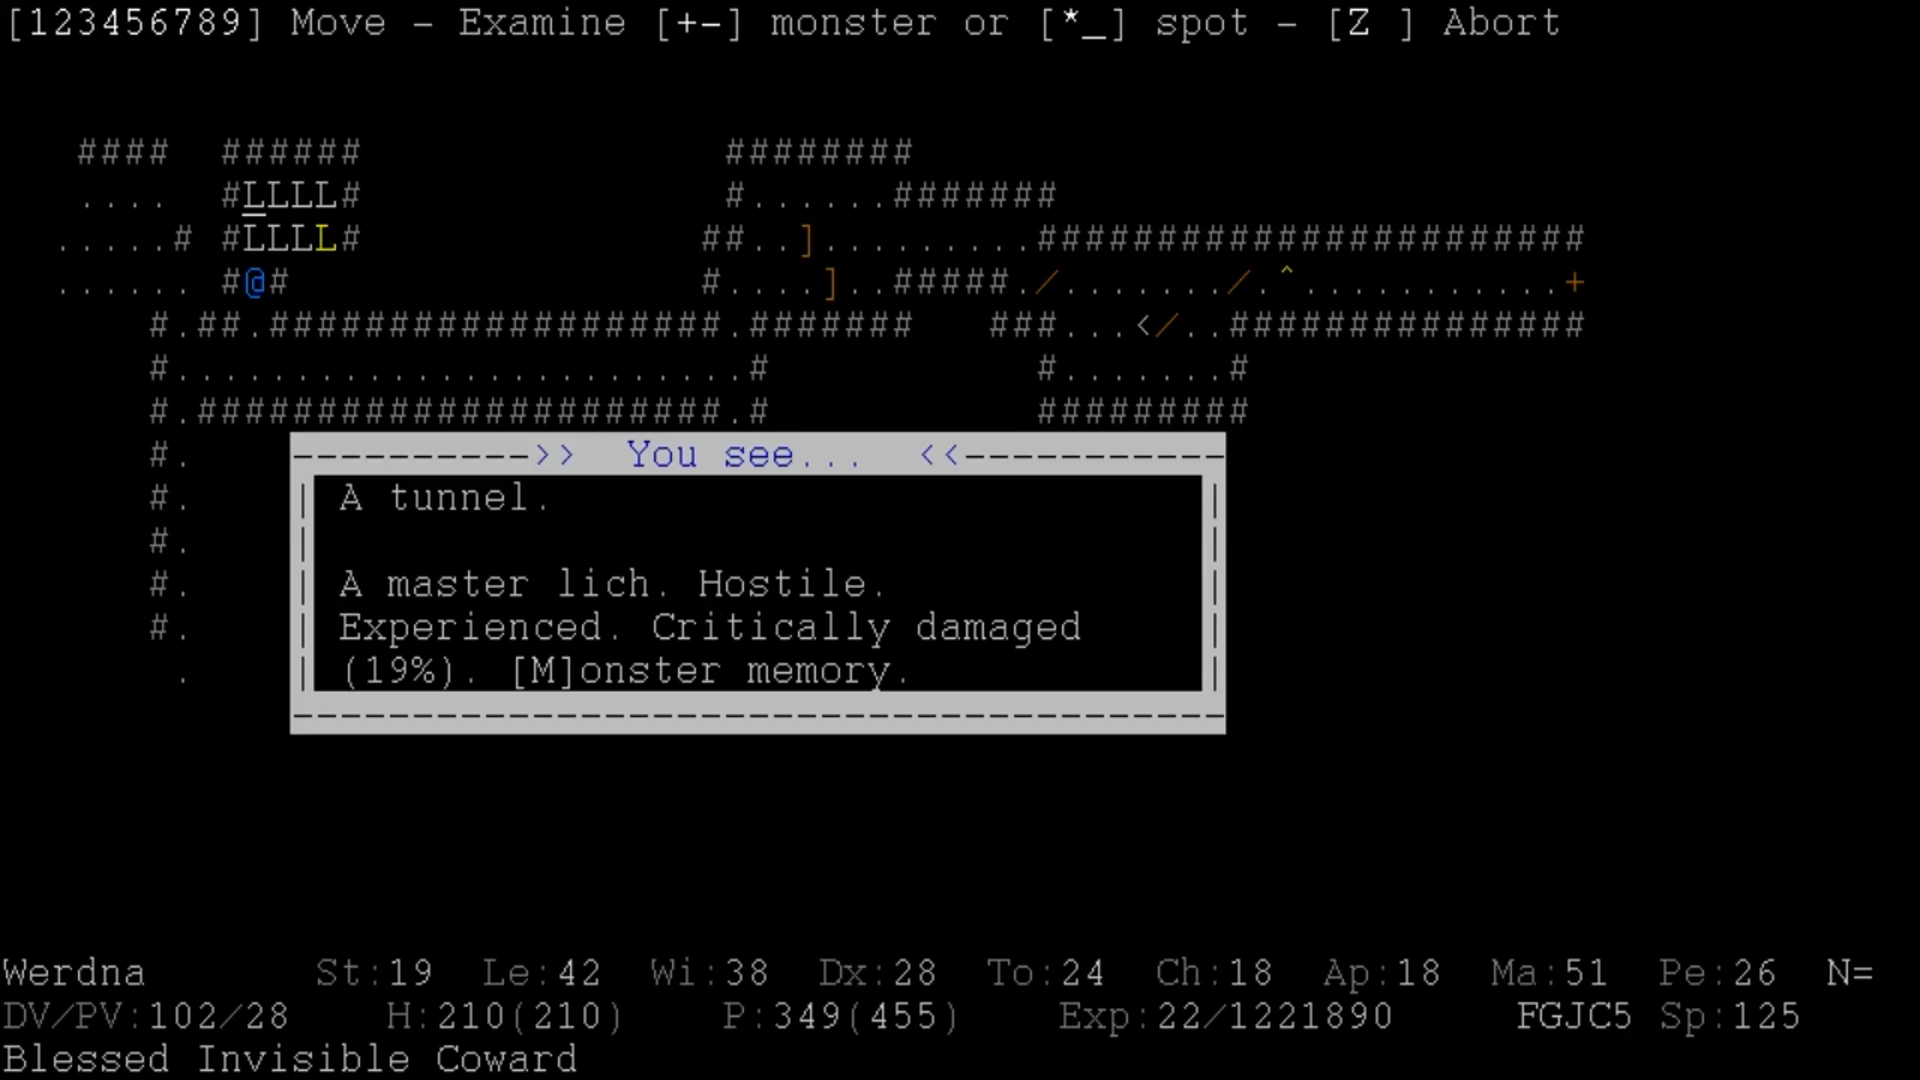 [123456789] Move - Examine [+-] monster or [*_] spot - [Z ] Abort
####  ######               ########
....  #LLLL#               #......#######
.....# #LLLL#             ##..].........#######################
...... #@#                 #....]..#####./......./.^...........+
#.##.###################.#######   ###...</..###############
#.......................#           #.......#
#.######################.#           #########
#.
#.
#.
#.
#.
.
---------->>  You see...  <<-----------
A tunnel.
A master lich. Hostile.
Experienced. Critically damaged
(19%). [M]onster memory.
Werdna St:19 Le:42 Wi:38 Dx:28 To:24 Ch:18 Ap:18 Ma:51 Pe:26 N=
DV/PV:102/28 H:210(210) P:349(455) Exp:22/1221890 FGJC5 Sp:125
Blessed Invisible Coward